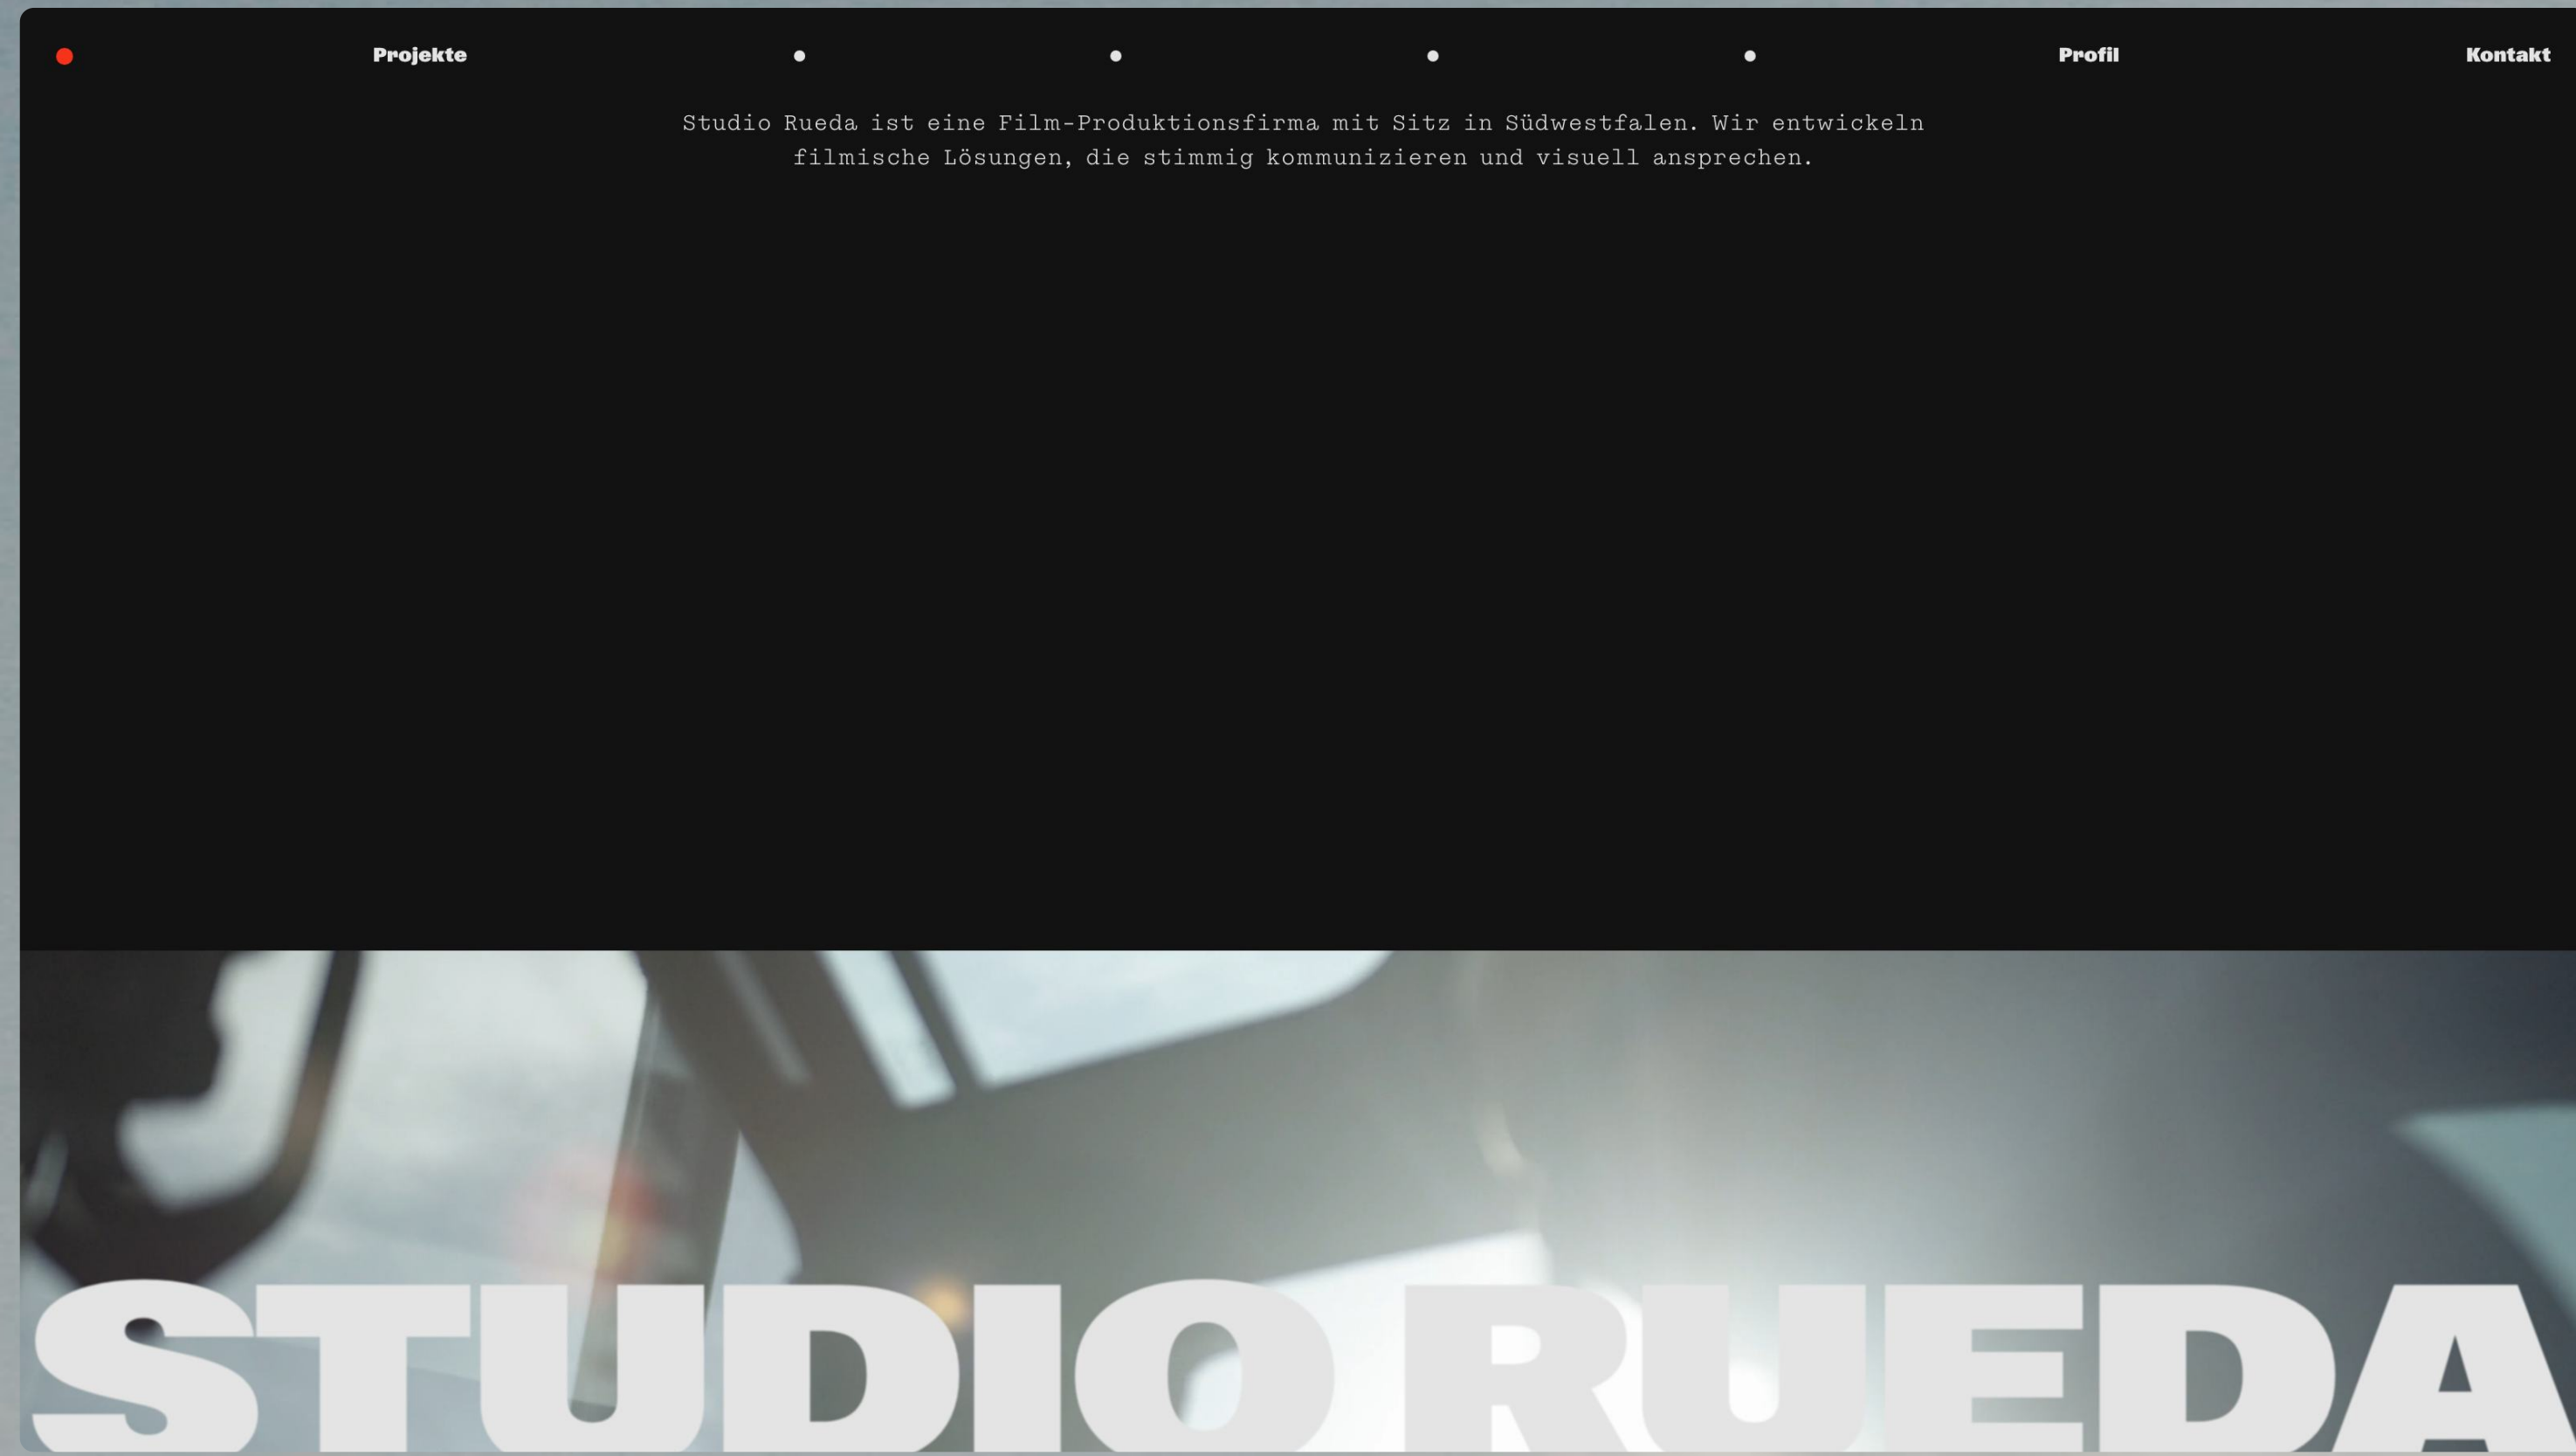 Projekte
Profil
Kontakt
Studio Rueda ist eine Film-Produktionsfirma mit Sitz in Südwestfalen. Wir entwickeln
filmische Lösungen, die stimmig kommunizieren und visuell ansprechen.
STUDIO RUEDA